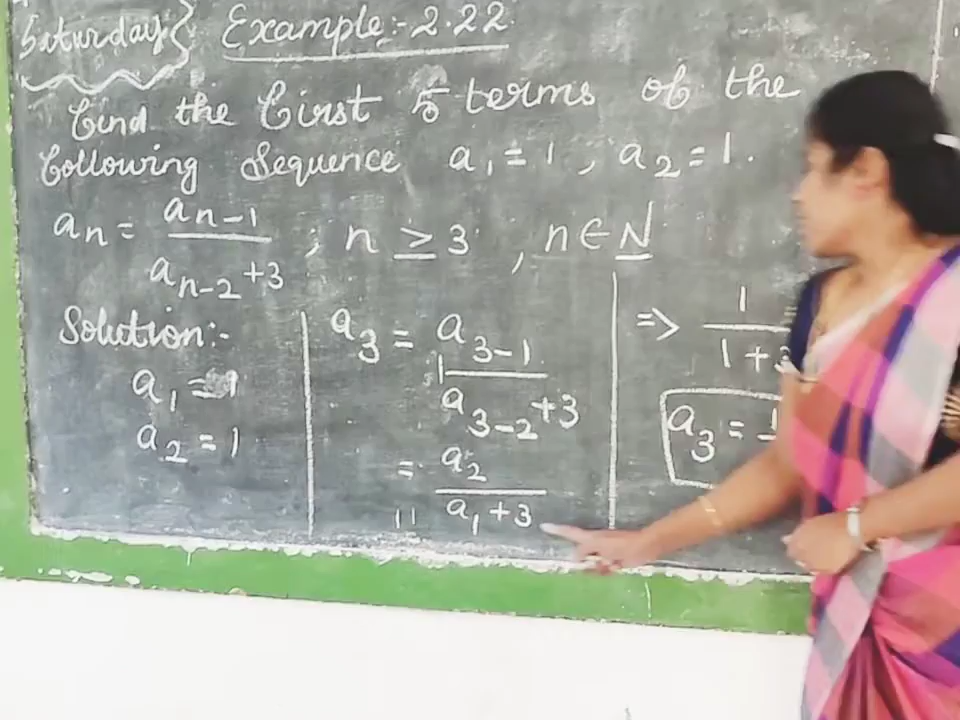 Saturday} Example:- 2.22
Find the First 5 terms of the
Following Sequence a₁ = 1, a₂ = 1.
aₙ = aₙ₋₁ / aₙ₋₂+3 ; n ≥ 3, n∈N
Solution:-
a₁ = 1
a₂ = 1
a₃ = a₃₋₁ / a₃₋₂+3
= a₂ / a₁+3
=> 1 / 1+
a₃ = 1